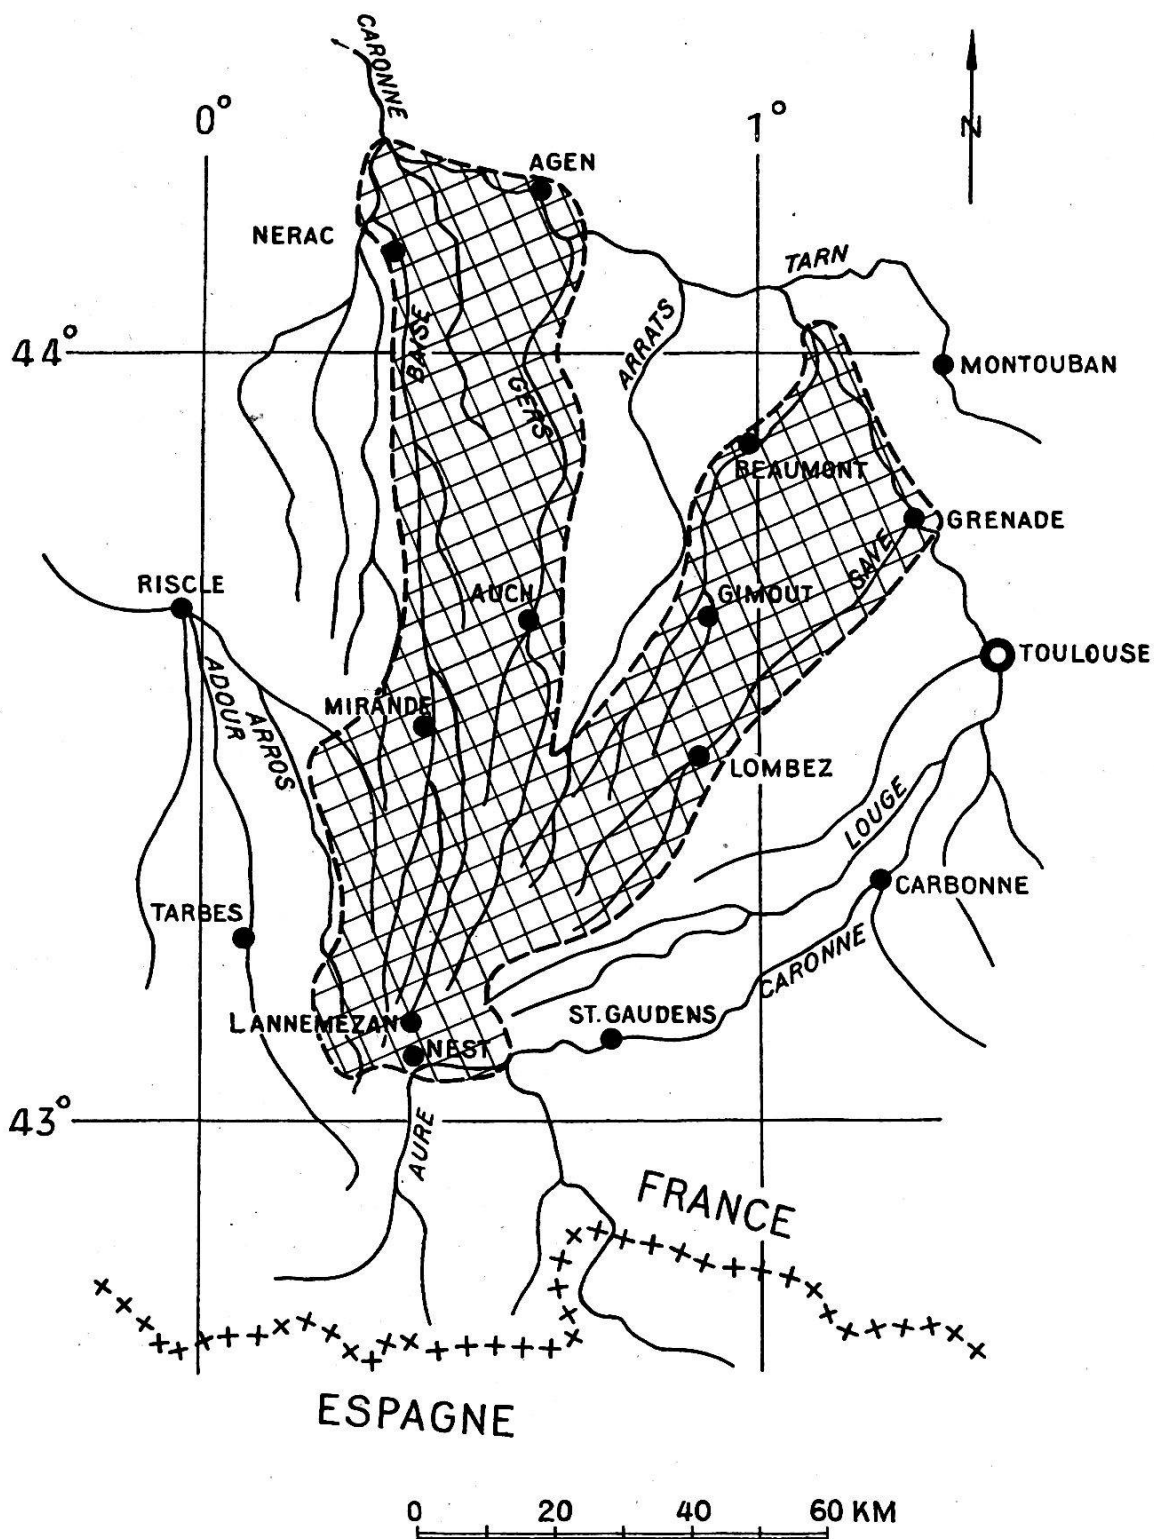 CARONNE
0°
1°
N
AGEN
NERAC
TARN
BAISE
ARRATS
44°
MONTOUBAN
GERS
BEAUMONT
GRENADE
SAVE
RISCLE
AUCH
GIMOUT
TOULOUSE
ADOUR
ARROS
MIRANDE
LOMBEZ
LOUGE
CARBONNE
TARBES
CARONNE
LANNEMEZAN
ST. GAUDENS
NEST
43°
AURE
FRANCE
ESPAGNE
0 20 40 60 KM